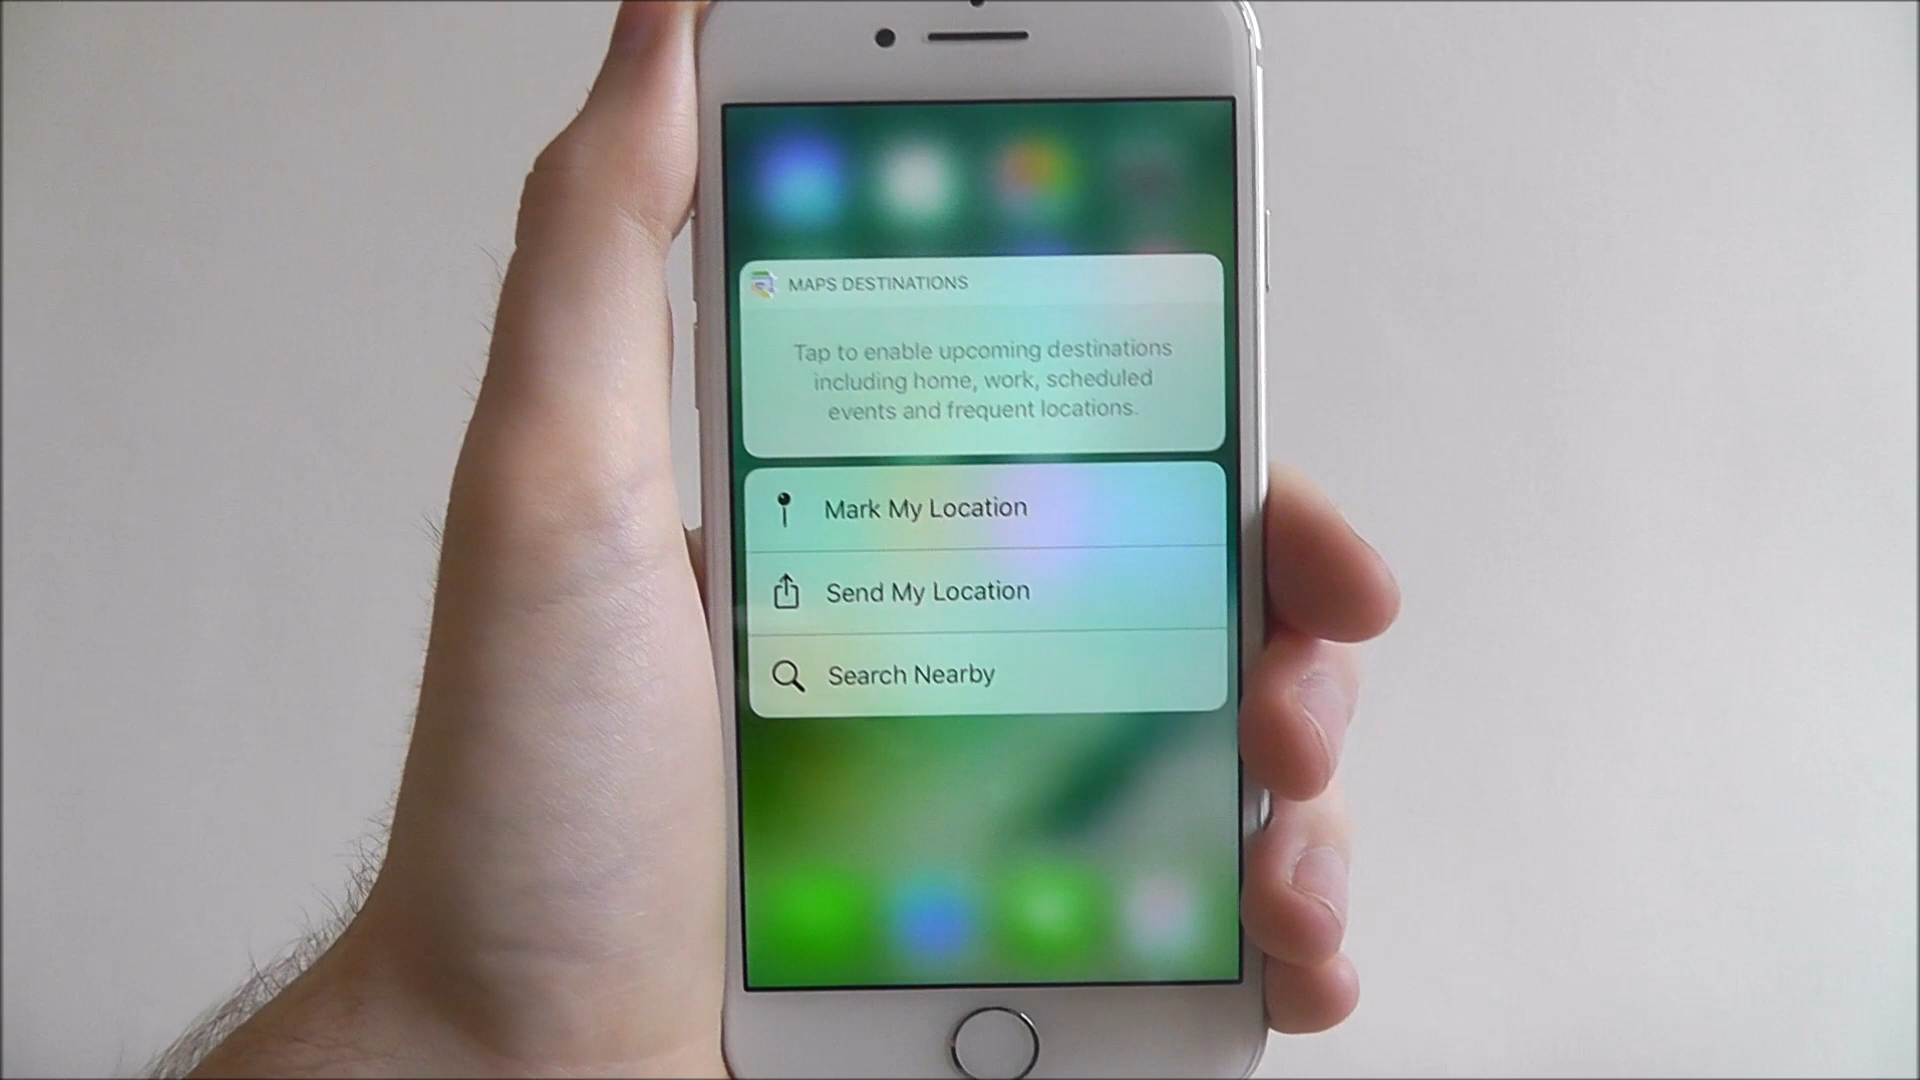 MAPS DESTINATIONS
Tap to enable upcoming destinations
including home, work, scheduled
events and frequent locations.
Mark My Location
Send My Location
Search Nearby